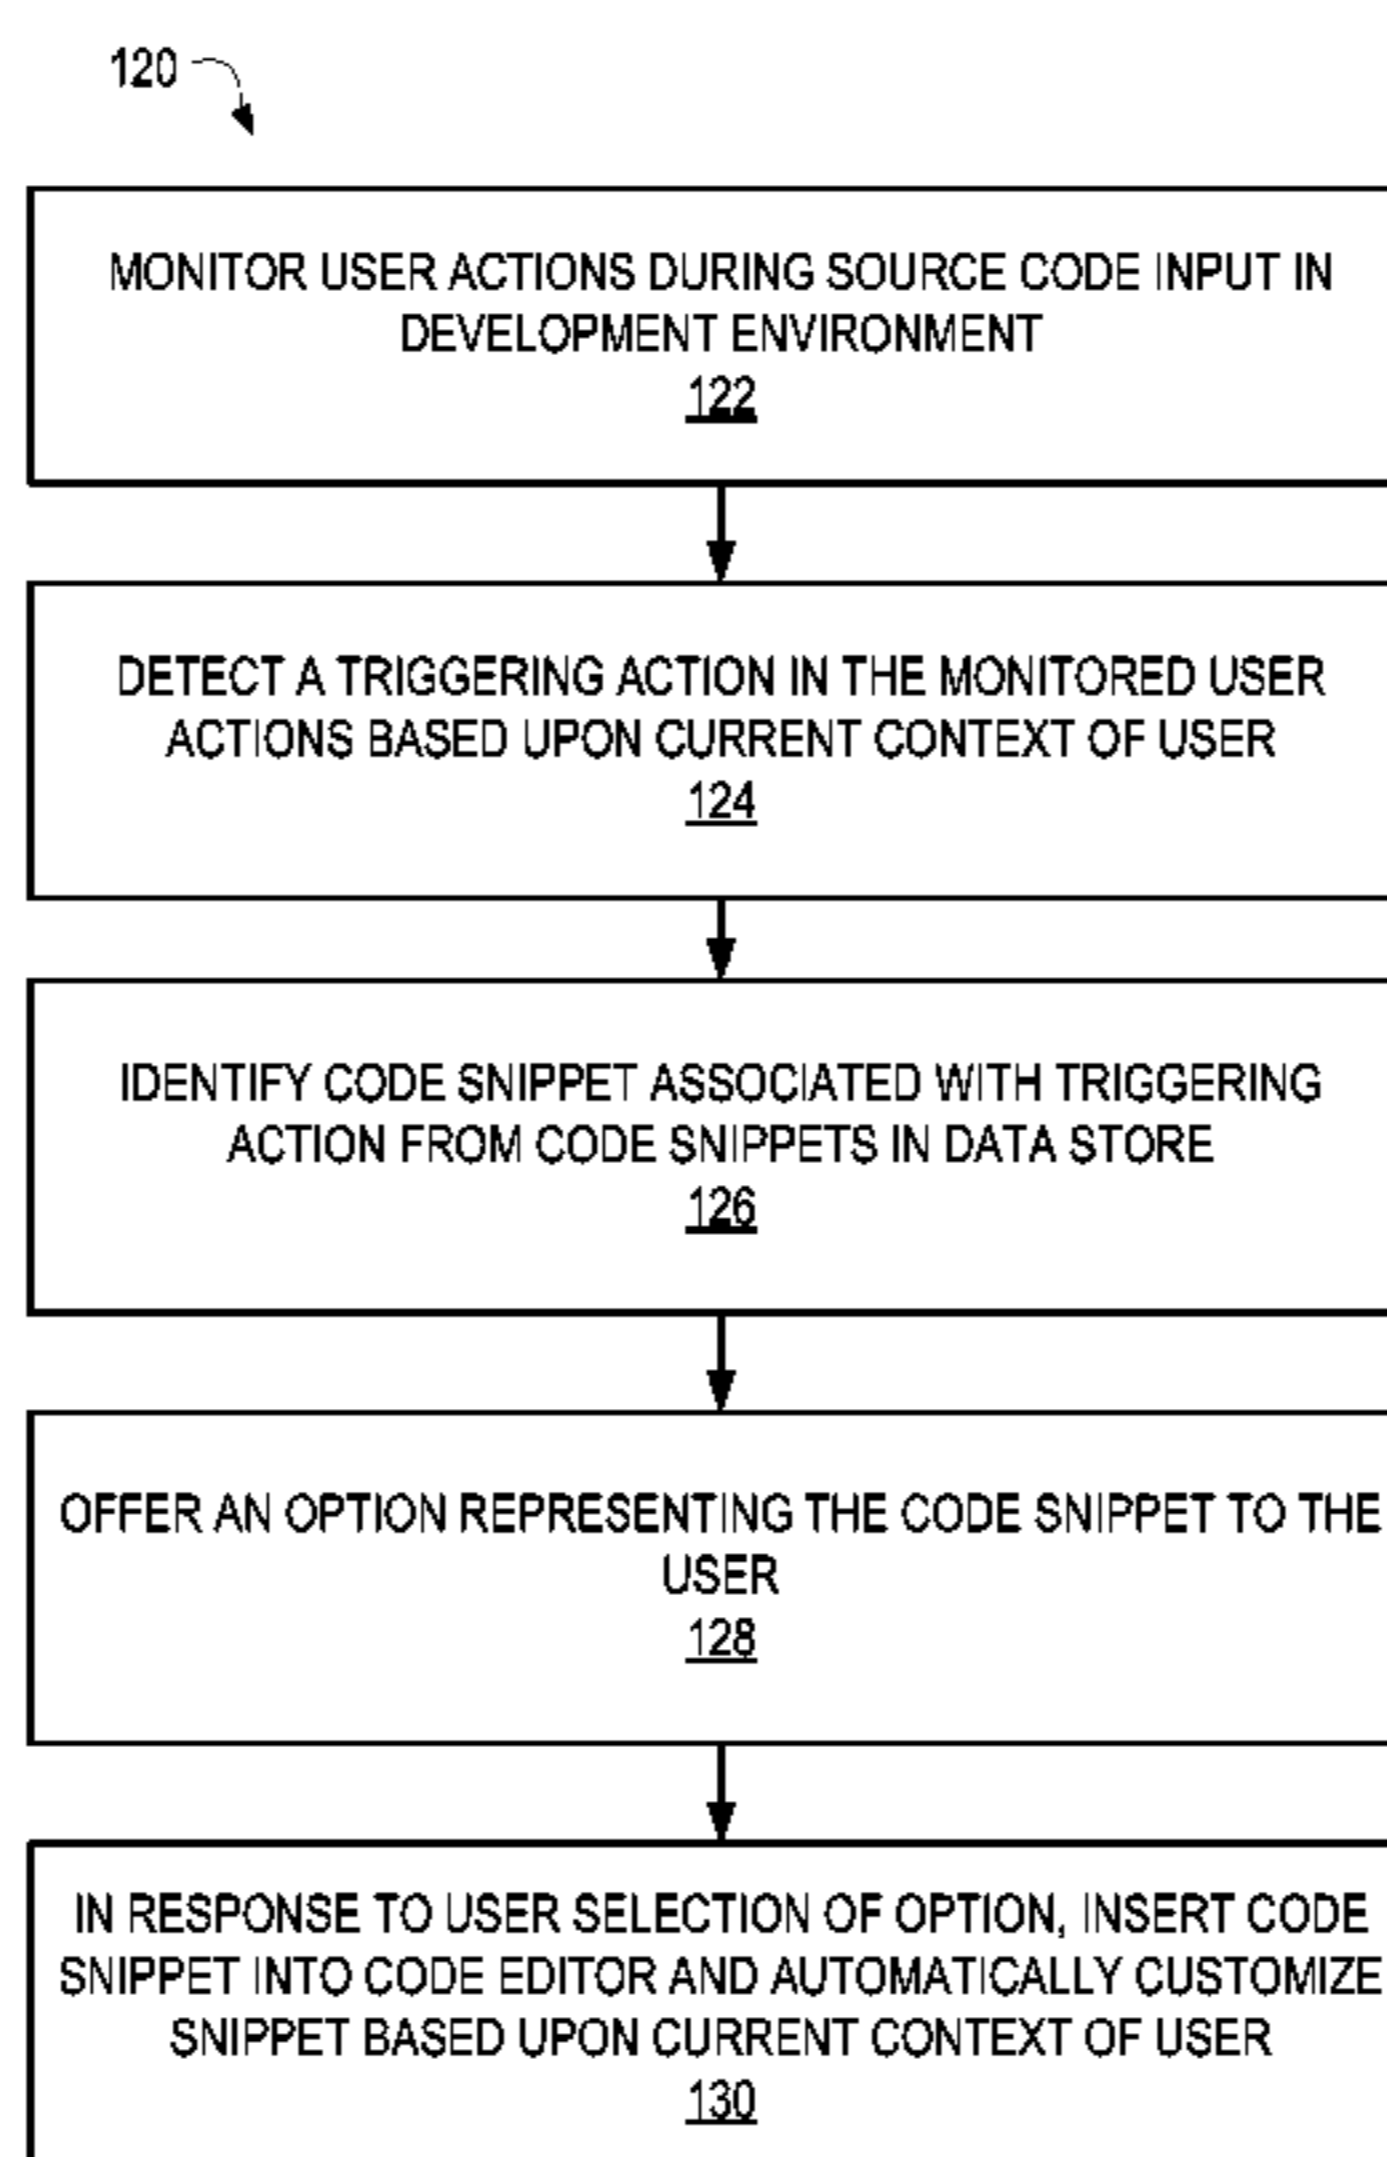 120
MONITOR USER ACTIONS DURING SOURCE CODE INPUT IN
DEVELOPMENT ENVIRONMENT
122
DETECT A TRIGGERING ACTION IN THE MONITORED USER
ACTIONS BASED UPON CURRENT CONTEXT OF USER
124
IDENTIFY CODE SNIPPET ASSOCIATED WITH TRIGGERING
ACTION FROM CODE SNIPPETS IN DATA STORE
126
OFFER AN OPTION REPRESENTING THE CODE SNIPPET TO THE
USER
128
IN RESPONSE TO USER SELECTION OF OPTION, INSERT CODE
SNIPPET INTO CODE EDITOR AND AUTOMATICALLY CUSTOMIZE
SNIPPET BASED UPON CURRENT CONTEXT OF USER
130